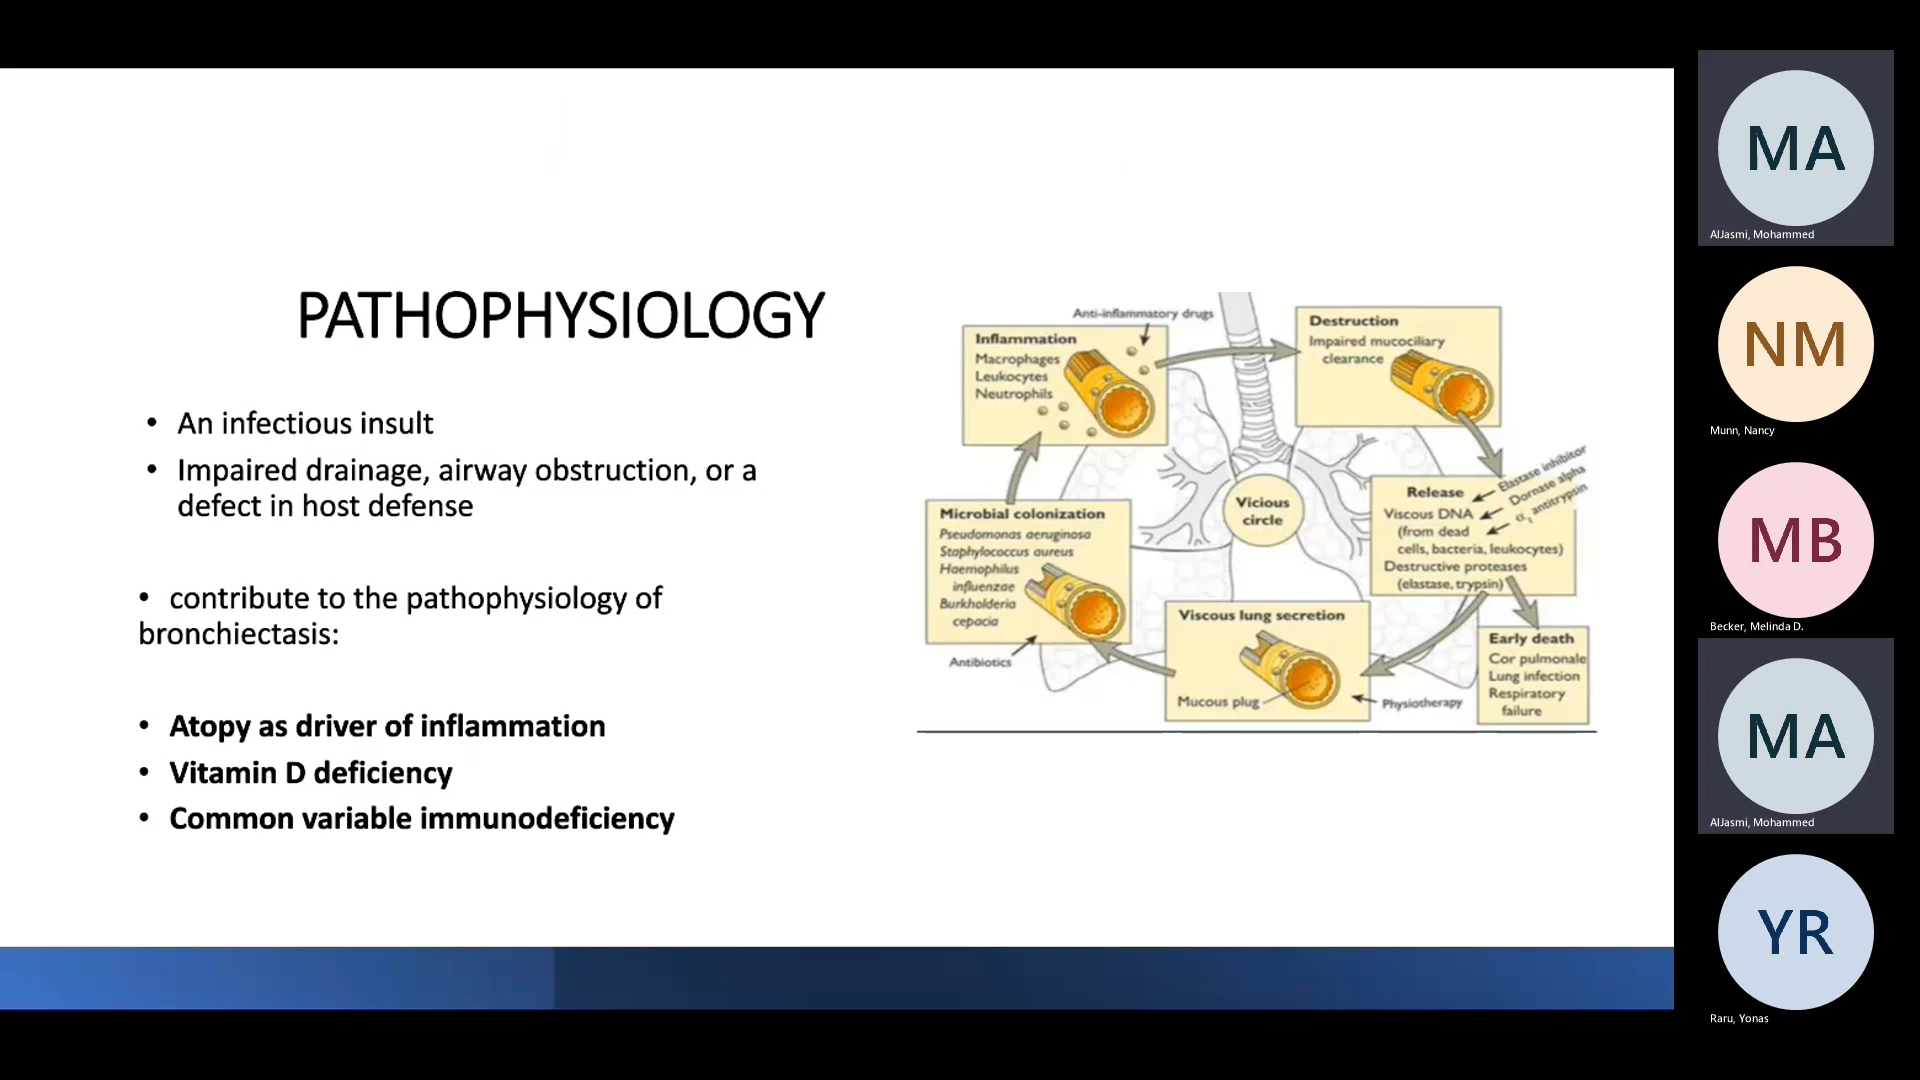 PATHOPHYSIOLOGY
• An infectious insult
• Impaired drainage, airway obstruction, or a
defect in host defense
• contribute to the pathophysiology of
bronchiectasis:
• Atopy as driver of inflammation
• Vitamin D deficiency
• Common variable immunodeficiency
Anti-inflammatory drugs
Inflammation
Macrophages
Leukocytes
Neutrophils
Destruction
Impaired mucociliary
clearance
Elastase inhibitor
Dornase alpha
α1 antitrypsin
Release
Viscous DNA
(from dead
cells, bacteria, leukocytes)
Destructive proteases
(elastase, trypsin)
Vicious
circle
Microbial colonization
Pseudomonas aeruginosa
Staphylococcus aureus
Haemophilus
influenzae
Burkholderia
cepacia
Antibiotics
Viscous lung secretion
Mucous plug
Physiotherapy
Early death
Cor pulmonale
Lung infection
Respiratory
failure
MA
AlJasmi, Mohammed
NM
Munn, Nancy
MB
Becker, Melinda D.
MA
AlJasmi, Mohammed
YR
Raru, Yonas